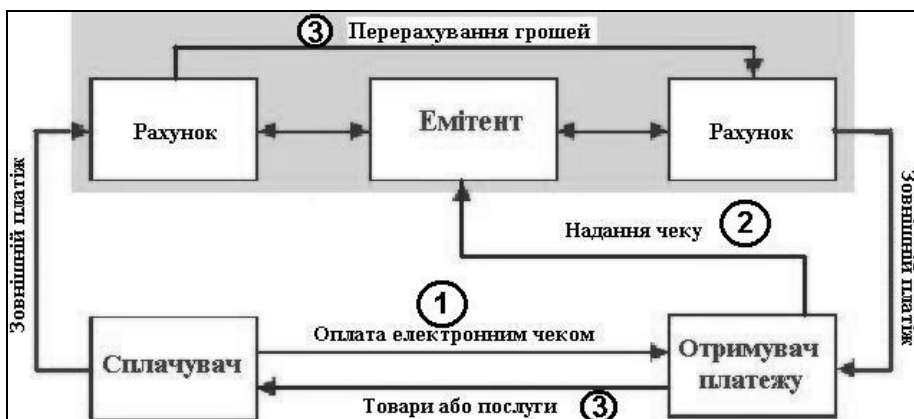 ③ Перерахування грошей
Рахунок
Емітент
Рахунок
Зовнішній платіж
Зовнішній платіж
Надання чеку ②
①
Оплата електронним чеком
Сплачувач
Отримувач
платежу
Товари або послуги ③